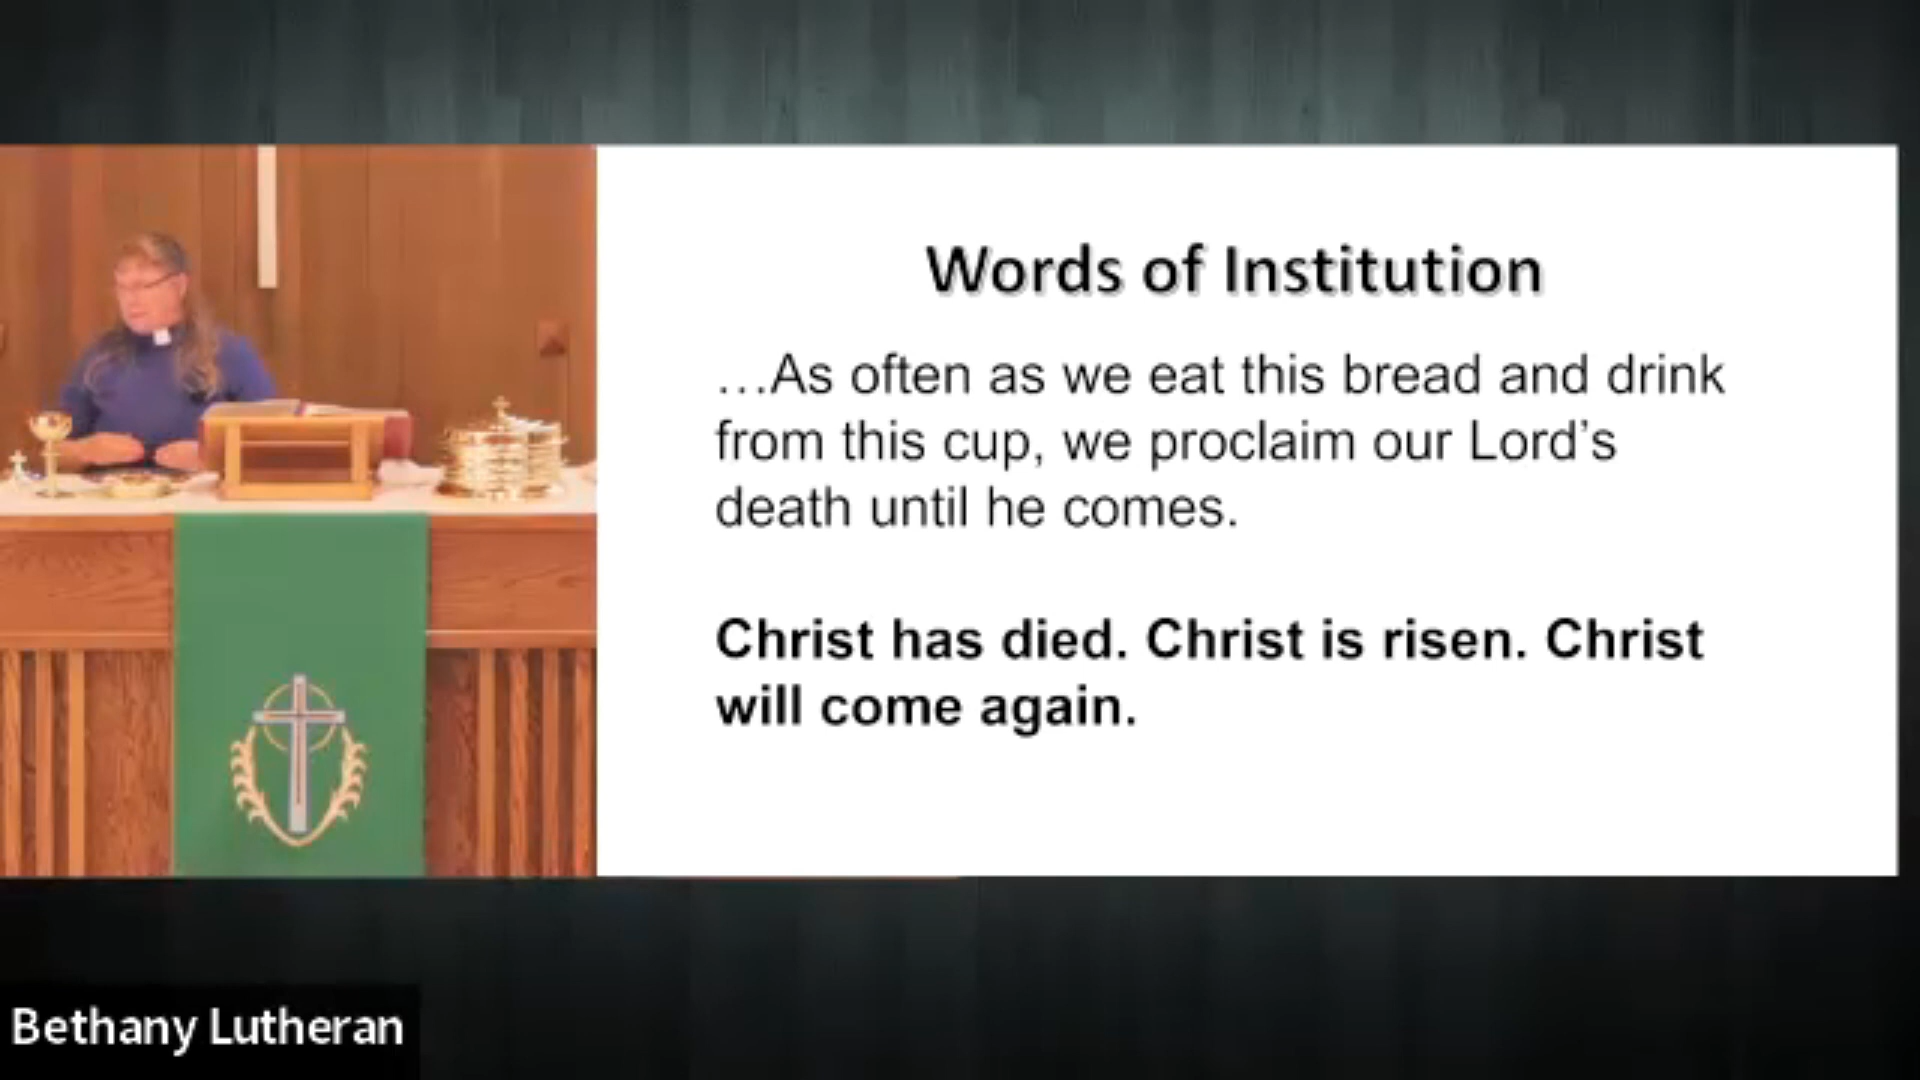 Words of Institution
…As often as we eat this bread and drink
from this cup, we proclaim our Lord’s
death until he comes.
Christ has died. Christ is risen. Christ
will come again.
Bethany Lutheran